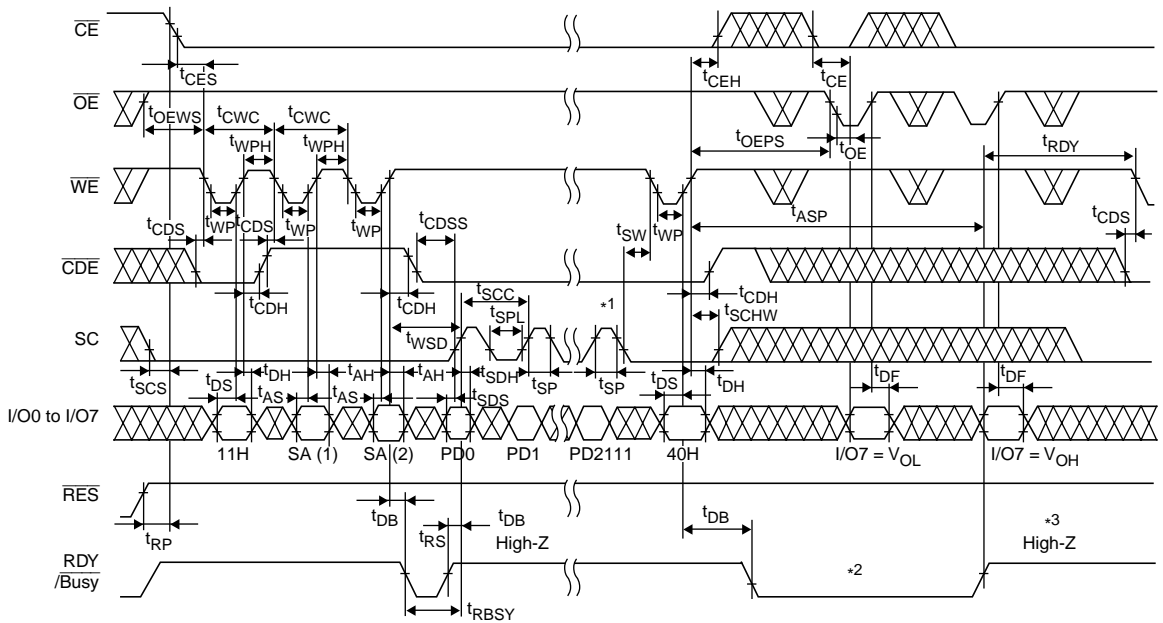 CE
tCES
tCEH
tCE
OE
tOEWS
tCWC
tCWC
tWPH
tWPH
tOEPS
tOE
tRDY
WE
tCDS
tWP
tCDS
tWP
tWP
tCDSS
tSW
tWP
tASP
tCDS
CDE
tCDH
tCDH
tSCC
*1
tCDH
tSPL
tSCHW
SC
tWSD
tSCS
tDS
tDH
tAS
tAH
tAS
tAH
tSDH
tSDS
tSP
tSP
tDS
tDH
tDF
tDF
I/O0 to I/O7
11H
SA (1)
SA (2)
PD0
PD1
PD2111
40H
I/O7 = VOL
I/O7 = VOH
RES
tRP
tDB
tRS
tDB
High-Z
tDB
*3
High-Z
RDY
/Busy
*2
tRBSY